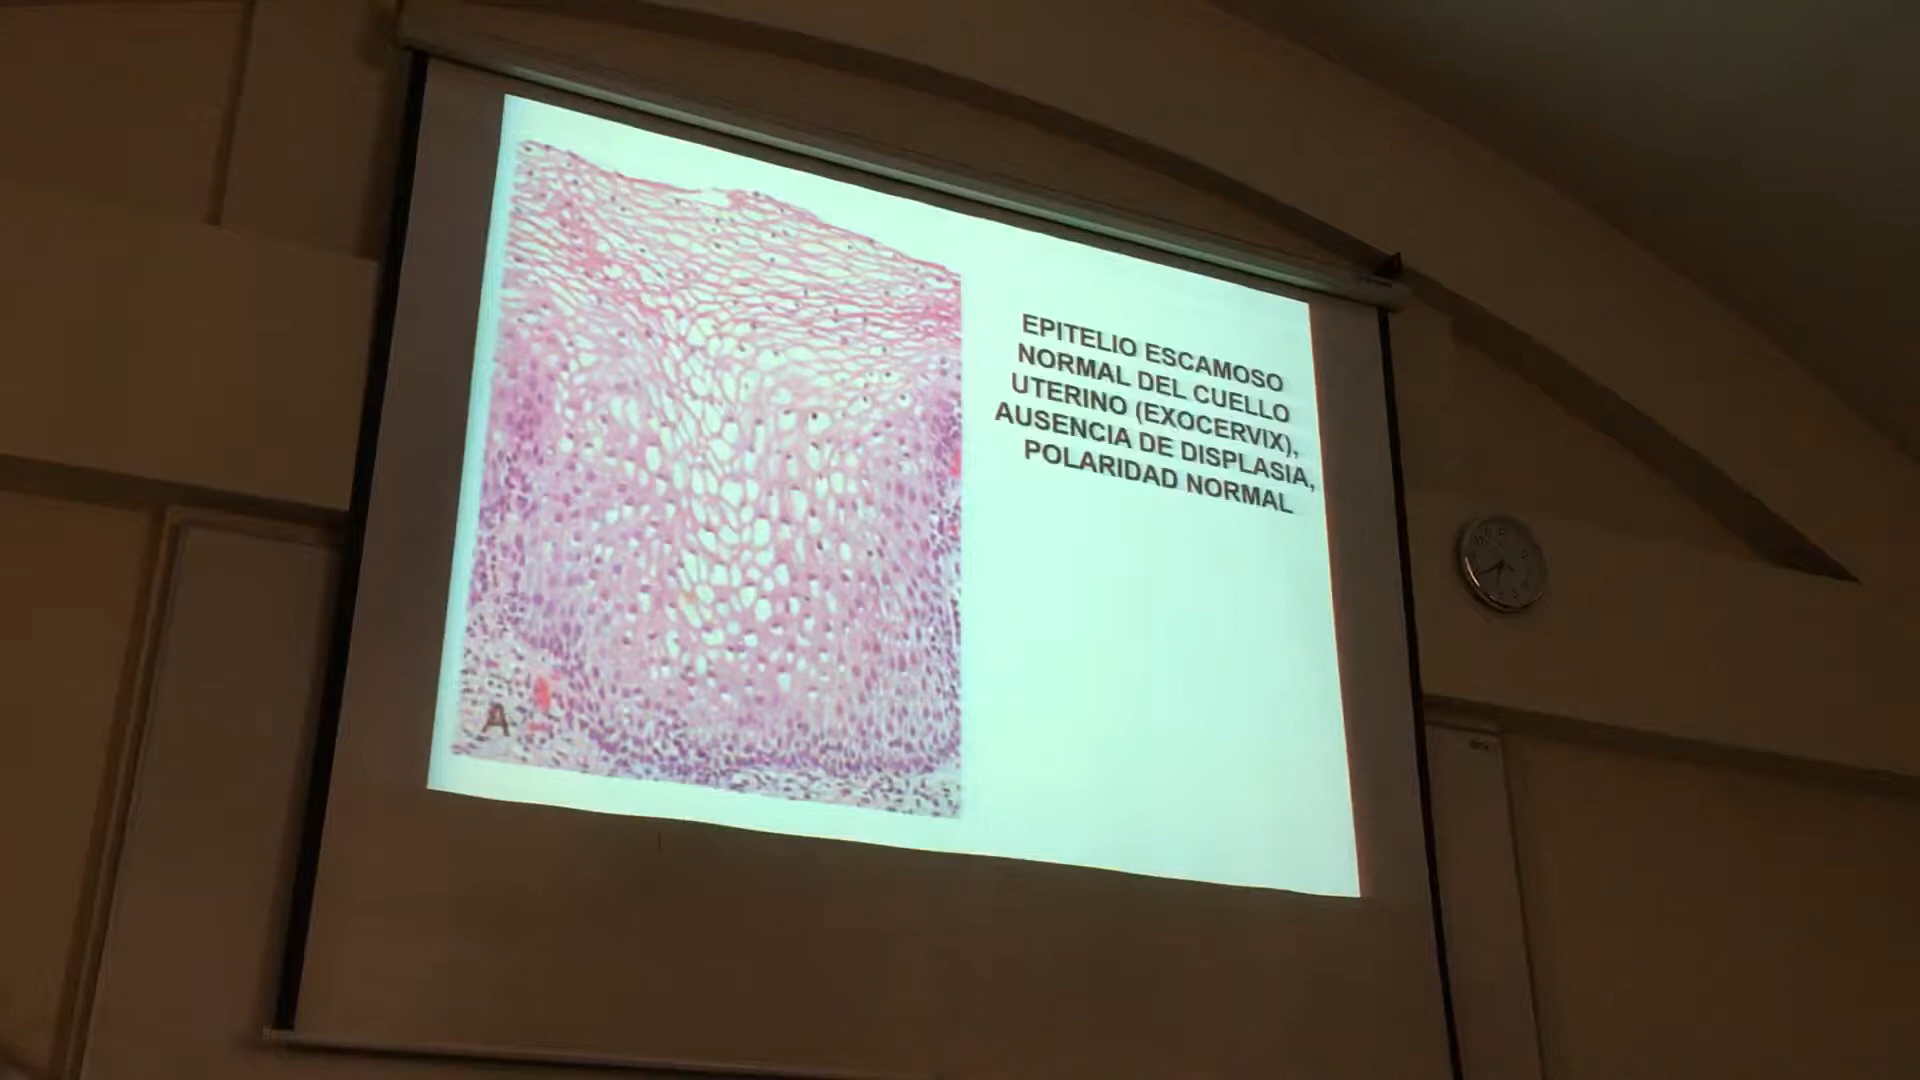 EPITELIO ESCAMOSO
NORMAL DEL CUELLO
UTERINO (EXOCERVIX),
AUSENCIA DE DISPLASIA,
POLARIDAD NORMAL
A